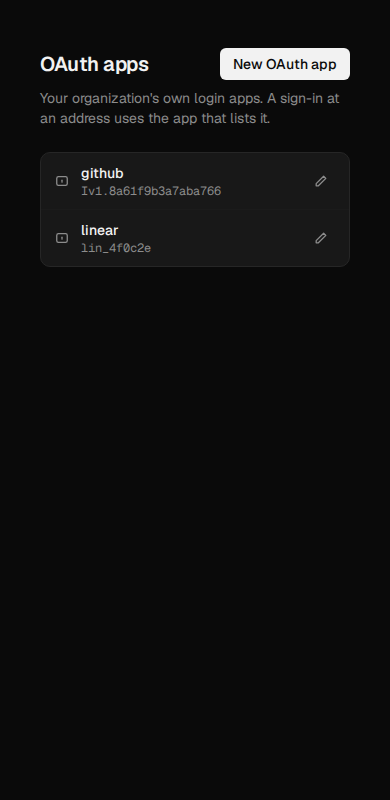 OAuth apps
New OAuth app
Your organization's own login apps. A sign-in at
an address uses the app that lists it.
github
Iv1.8a61f9b3a7aba766
linear
lin_4f0c2e